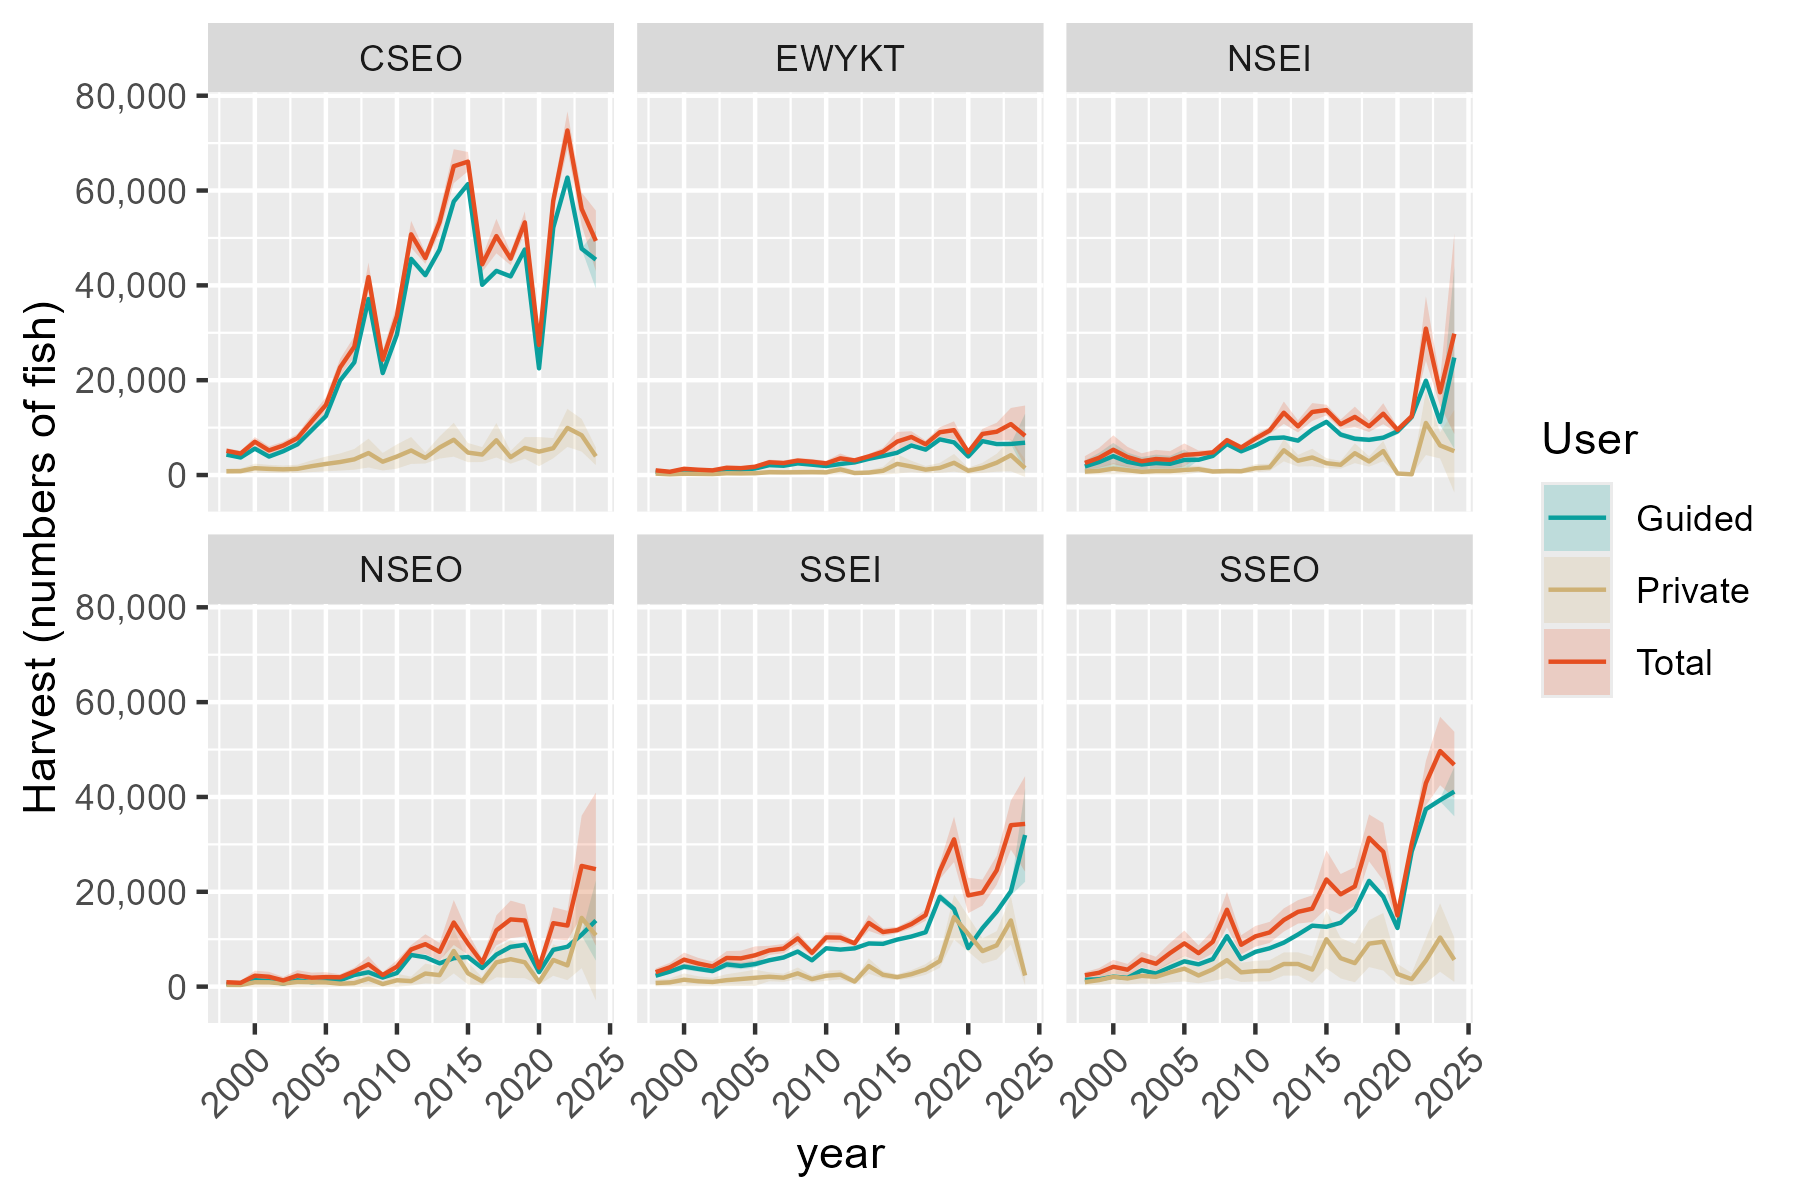 CSEO EWYKT NSEI
80,000
60,000
40,000
20,000
0
NSEO SSEI SSEO
80,000
60,000
40,000
20,000
0
2000 2005 2010 2015 2020 2025 2000 2005 2010 2015 2020 2025 2000 2005 2010 2015 2020 2025
year
Harvest (numbers of fish)
User
Guided
Private
Total